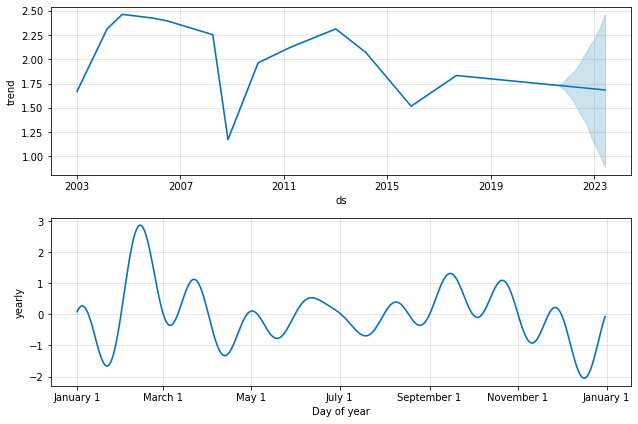 2.50
2.25
2.00
1.75
1.50
1.25
1.00
trend
2003 2007 2011 2015 2019 2023
ds
3
2
1
0
−1
−2
yearly
January 1 March 1 May 1 July 1 September 1 November 1 January 1
Day of year